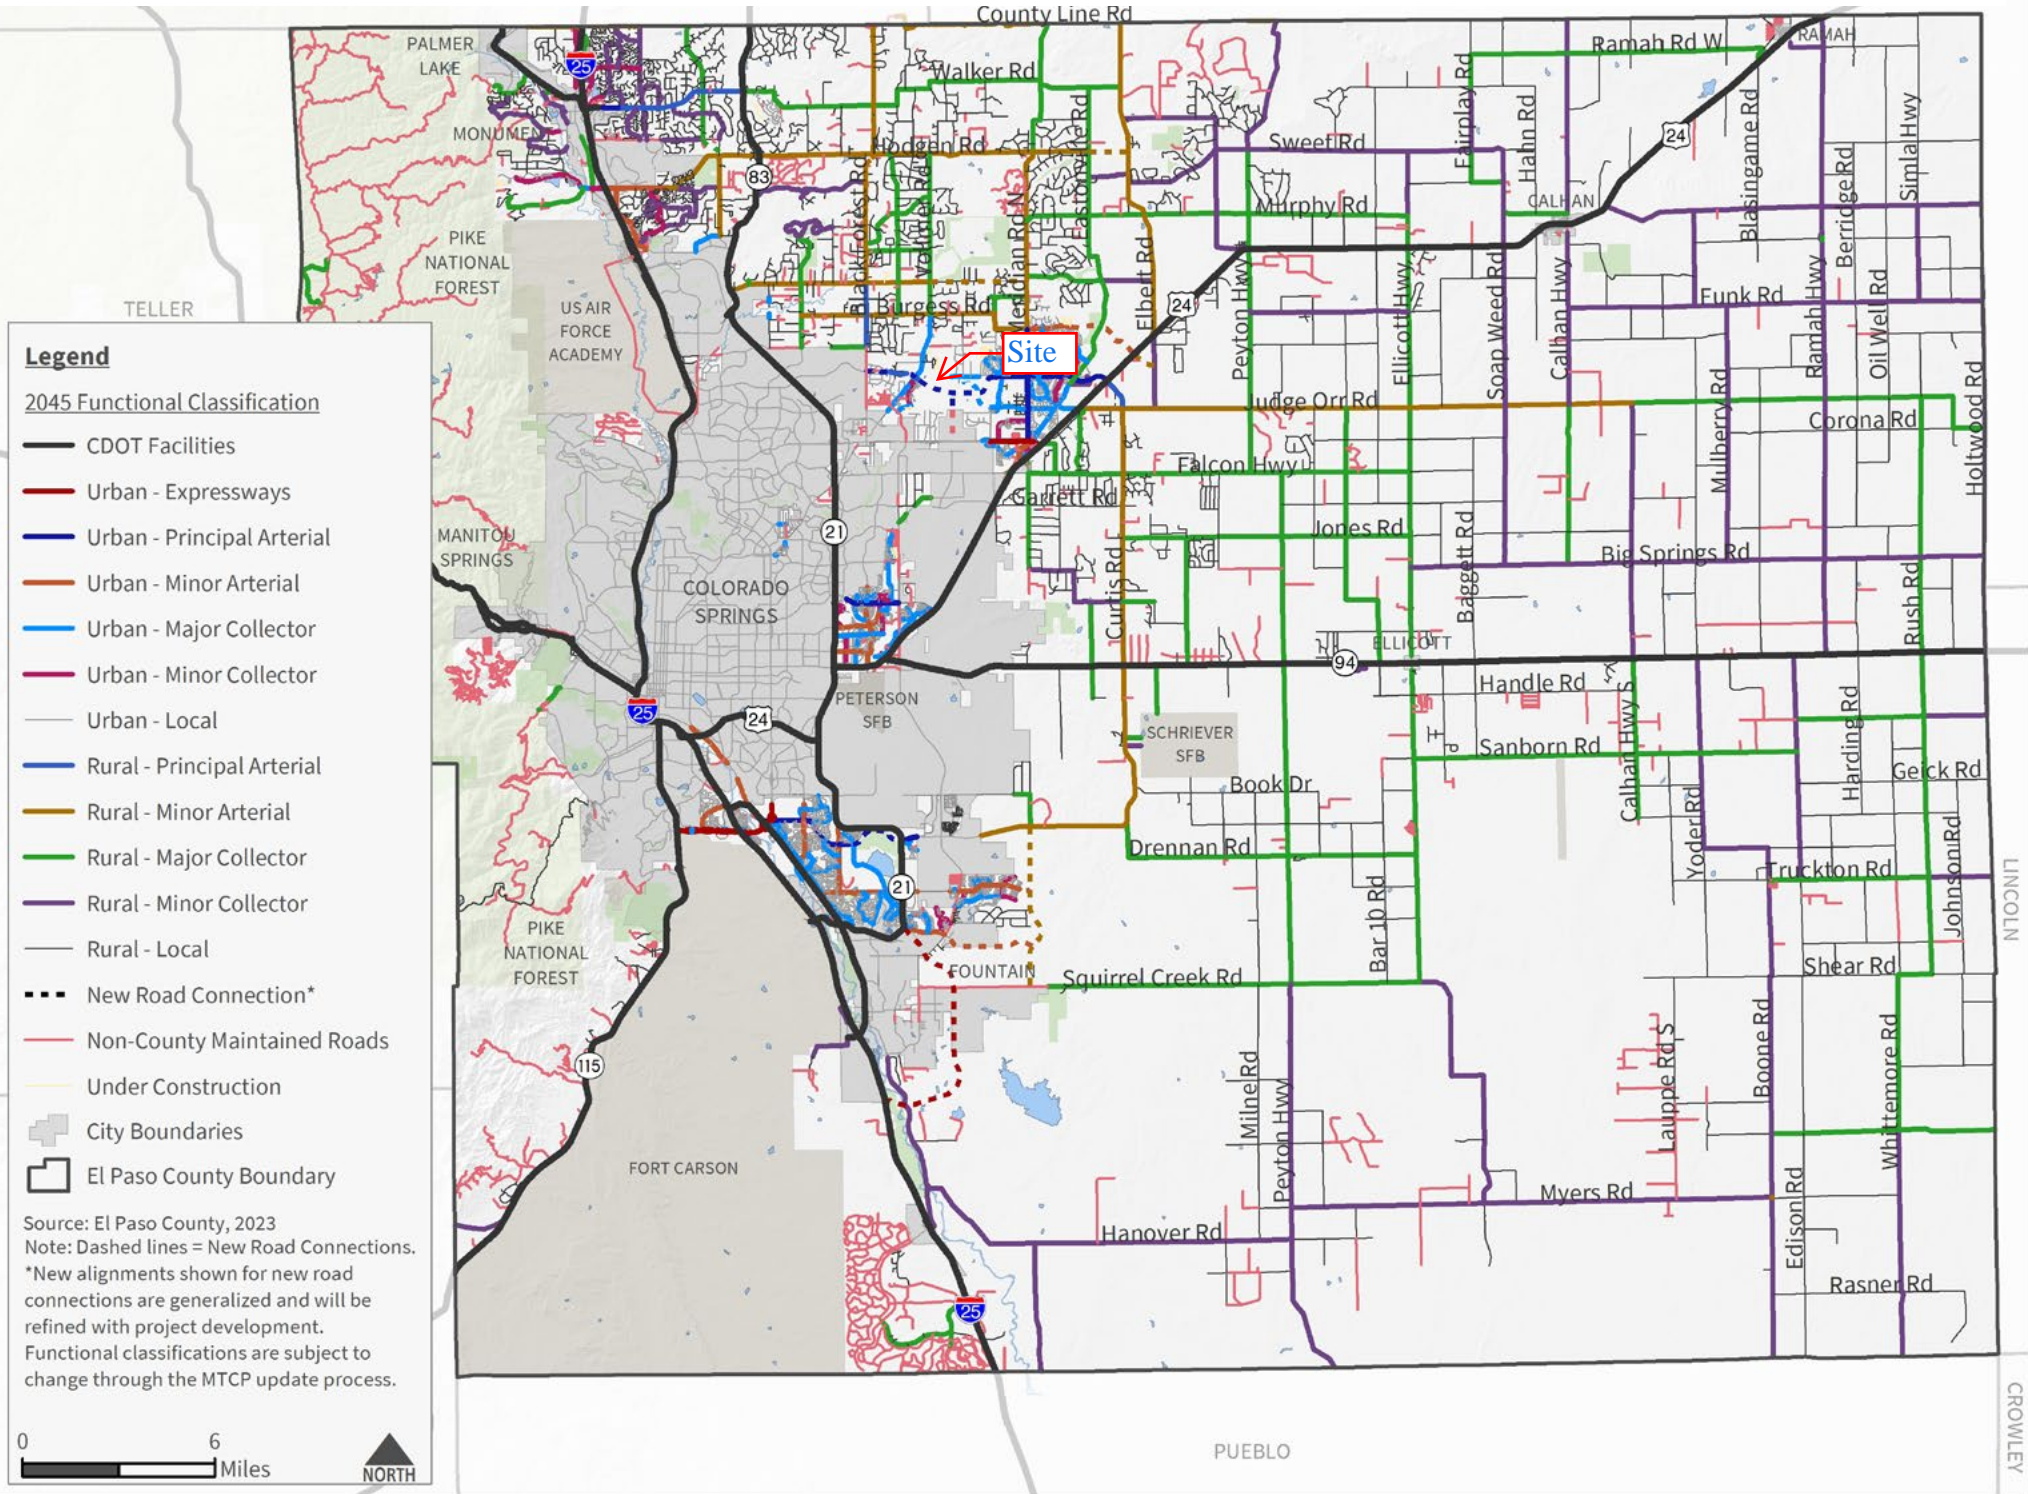 County Line Rd
PALMER
LAKE
25
Walker Rd
Ramah Rd W
RAMAH
MONUMENT
Hodgen Rd
83
Sweet Rd
Fairplay Rd
Hahn Rd
24
Blasingame Rd
Berridge Rd
Simla Hwy
Black Forest Rd
Vollmer Rd
Meridian Rd N
Eastonville Rd
Murphy Rd
CALHAN
PIKE
NATIONAL
FOREST
Elbert Rd
TELLER
US AIR
FORCE
ACADEMY
Burgess Rd
24
Peyton Hwy
Ellicott Hwy
Soap Weed Rd
Calhan Hwy
Funk Rd
Ramah Hwy
Oil Well Rd
Site
Judge Orr Rd
Mulberry Rd
Corona Rd
Holtwood Rd
Falcon Hwy
Garrett Rd
21
Jones Rd
Baggett Rd
Big Springs Rd
MANITOU
SPRINGS
COLORADO
SPRINGS
Curtis Rd
Rush Rd
ELLICOTT
94
PETERSON
SFB
Handle Rd
25
24
SCHRIEVER
SFB
Sanborn Rd
Calhan Hwy S
Harding Rd
Geick Rd
Book Dr
Yoder Rd
Drennan Rd
Truckton Rd
Johnson Rd
LINCOLN
21
Bar 10 Rd
PIKE
NATIONAL
FOREST
FOUNTAIN
Squirrel Creek Rd
Shear Rd
115
Milne Rd
Peyton Hwy
Lauppe Rd S
Boone Rd
Whittemore Rd
FORT CARSON
Myers Rd
Hanover Rd
Edison Rd
Rasner Rd
25
PUEBLO
CROWLEY
Legend
2045 Functional Classification
CDOT Facilities
Urban - Expressways
Urban - Principal Arterial
Urban - Minor Arterial
Urban - Major Collector
Urban - Minor Collector
Urban - Local
Rural - Principal Arterial
Rural - Minor Arterial
Rural - Major Collector
Rural - Minor Collector
Rural - Local
New Road Connection*
Non-County Maintained Roads
Under Construction
City Boundaries
El Paso County Boundary
Source: El Paso County, 2023
Note: Dashed lines = New Road Connections.
*New alignments shown for new road
connections are generalized and will be
refined with project development.
Functional classifications are subject to
change through the MTCP update process.
0 6
Miles
NORTH